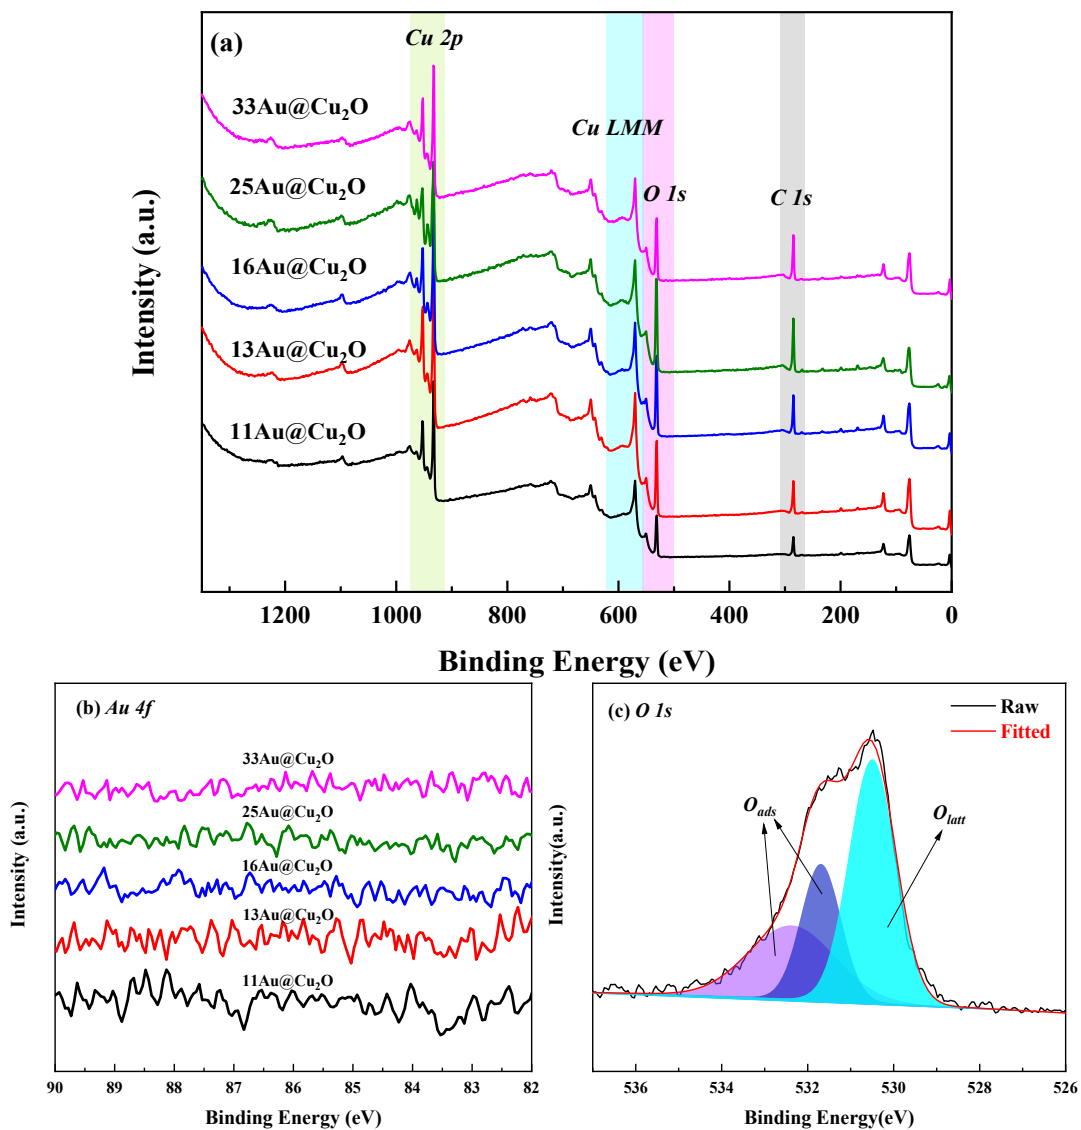 (a)
Cu 2p
33Au@Cu₂O
Cu LMM
25Au@Cu₂O
O 1s
C 1s
16Au@Cu₂O
13Au@Cu₂O
11Au@Cu₂O
Intensity (a.u.)
1200 1000 800 600 400 200 0
Binding Energy (eV)
(b) Au 4f
33Au@Cu₂O
25Au@Cu₂O
16Au@Cu₂O
13Au@Cu₂O
11Au@Cu₂O
Intensity (a.u.)
90 89 88 87 86 85 84 83 82
Binding Energy (eV)
(c) O 1s
Raw
Fitted
Oads
Olatt
Intensity(a.u.)
536 534 532 530 528 526
Binding Energy(eV)